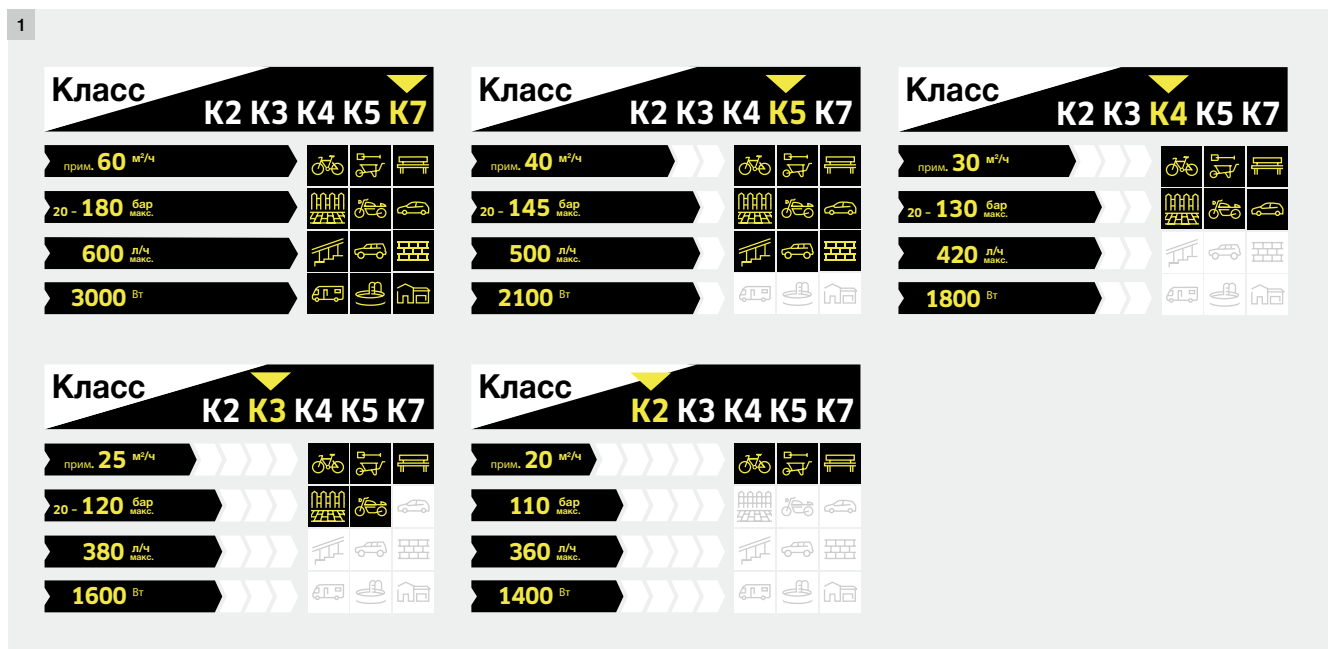 1
Класс
K2 K3 K4 K5 K7
прим. 60 м²/ч
20 – 180 бар макс.
600 л/ч макс.
3000 Вт
Класс
K2 K3 K4 K5 K7
прим. 40 м²/ч
20 – 145 бар макс.
500 л/ч макс.
2100 Вт
Класс
K2 K3 K4 K5 K7
прим. 30 м²/ч
20 – 130 бар макс.
420 л/ч макс.
1800 Вт
Класс
K2 K3 K4 K5 K7
прим. 25 м²/ч
20 – 120 бар макс.
380 л/ч макс.
1600 Вт
Класс
K2 K3 K4 K5 K7
прим. 20 м²/ч
110 бар макс.
360 л/ч макс.
1400 Вт